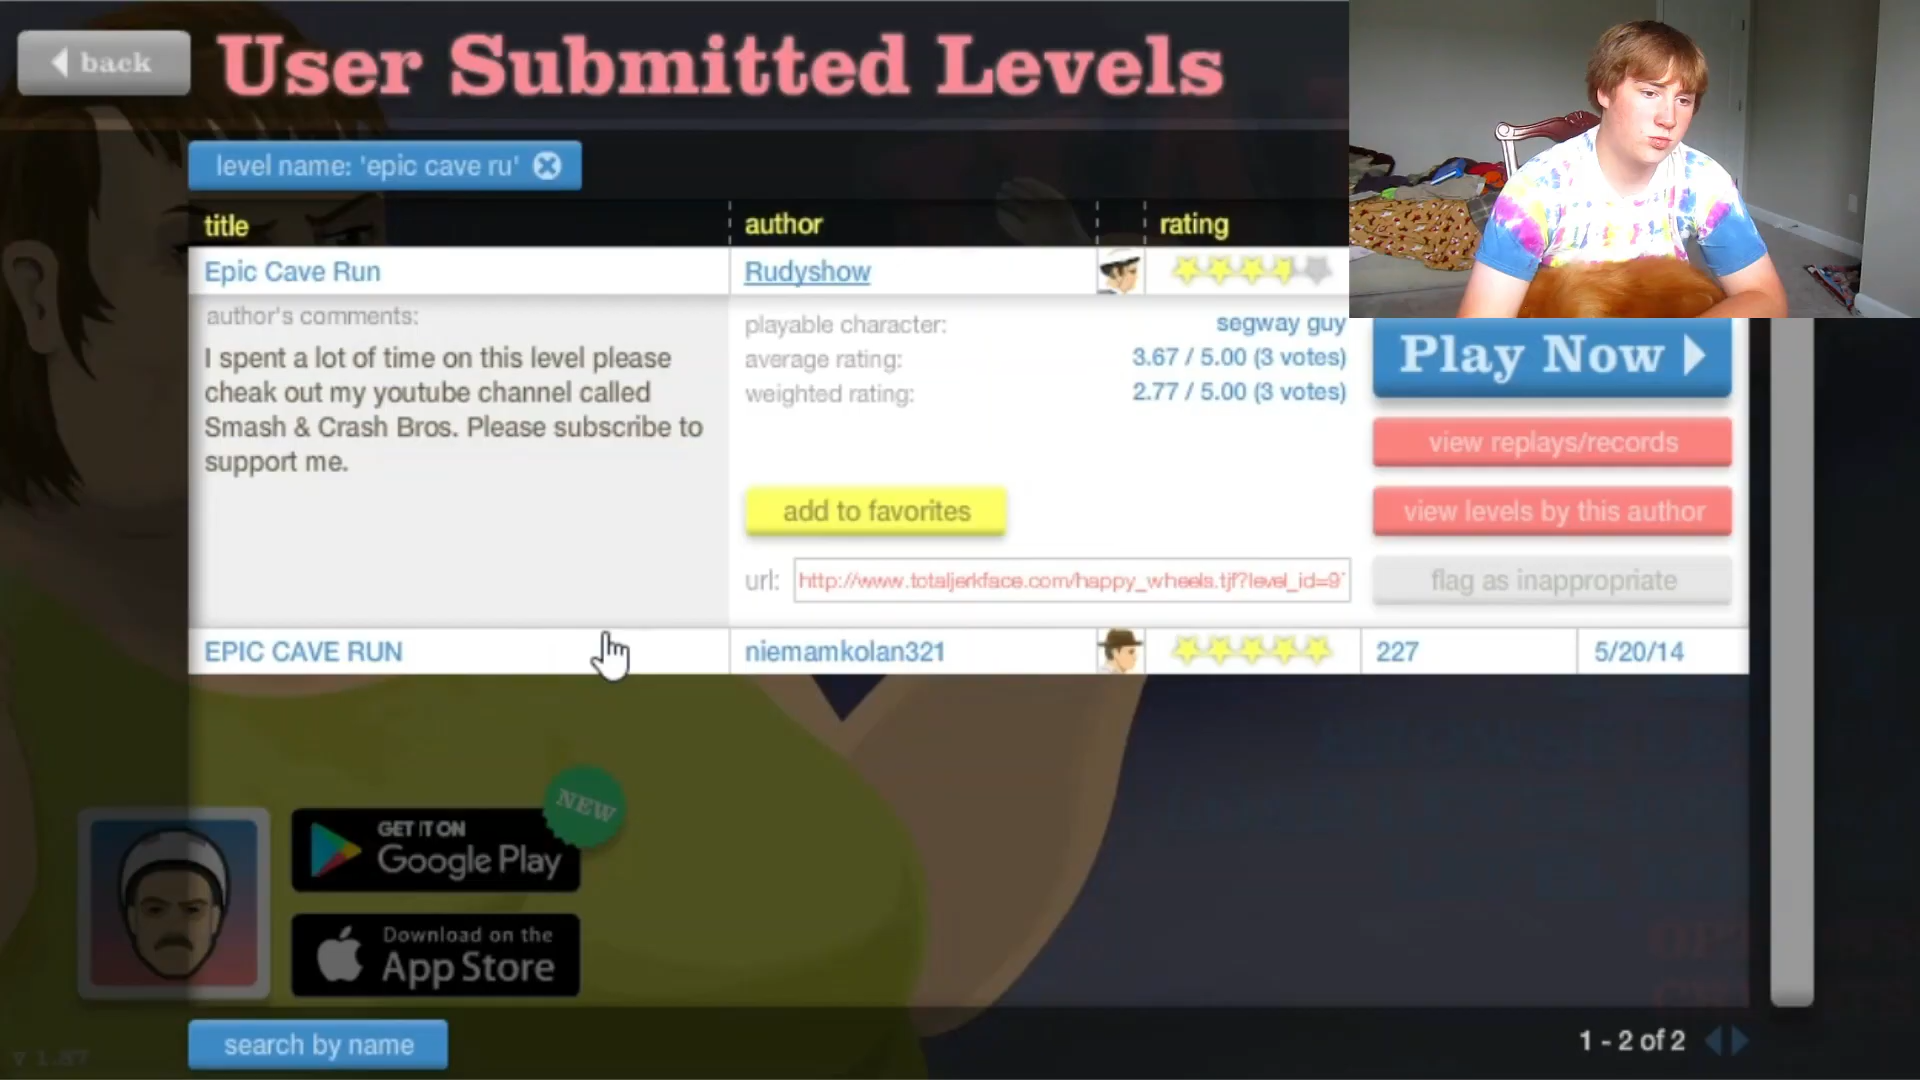 back
User Submitted Levels
level name: 'epic cave ru'
title author rating
Epic Cave Run Rudyshow
author's comments:
I spent a lot of time on this level please
cheak out my youtube channel called
Smash & Crash Bros. Please subscribe to
support me.
playable character: segway guy
average rating: 3.67 / 5.00 (3 votes)
weighted rating: 2.77 / 5.00 (3 votes)
add to favorites
url: http://www.totaljerkface.com/happy_wheels.tjf?level_id=9
Play Now
view replays/records
view levels by this author
flag as inappropriate
EPIC CAVE RUN niemamkolan321 227 5/20/14
NEW
GET IT ON
Google Play
Download on the
App Store
search by name
1 - 2 of 2
v 1.87